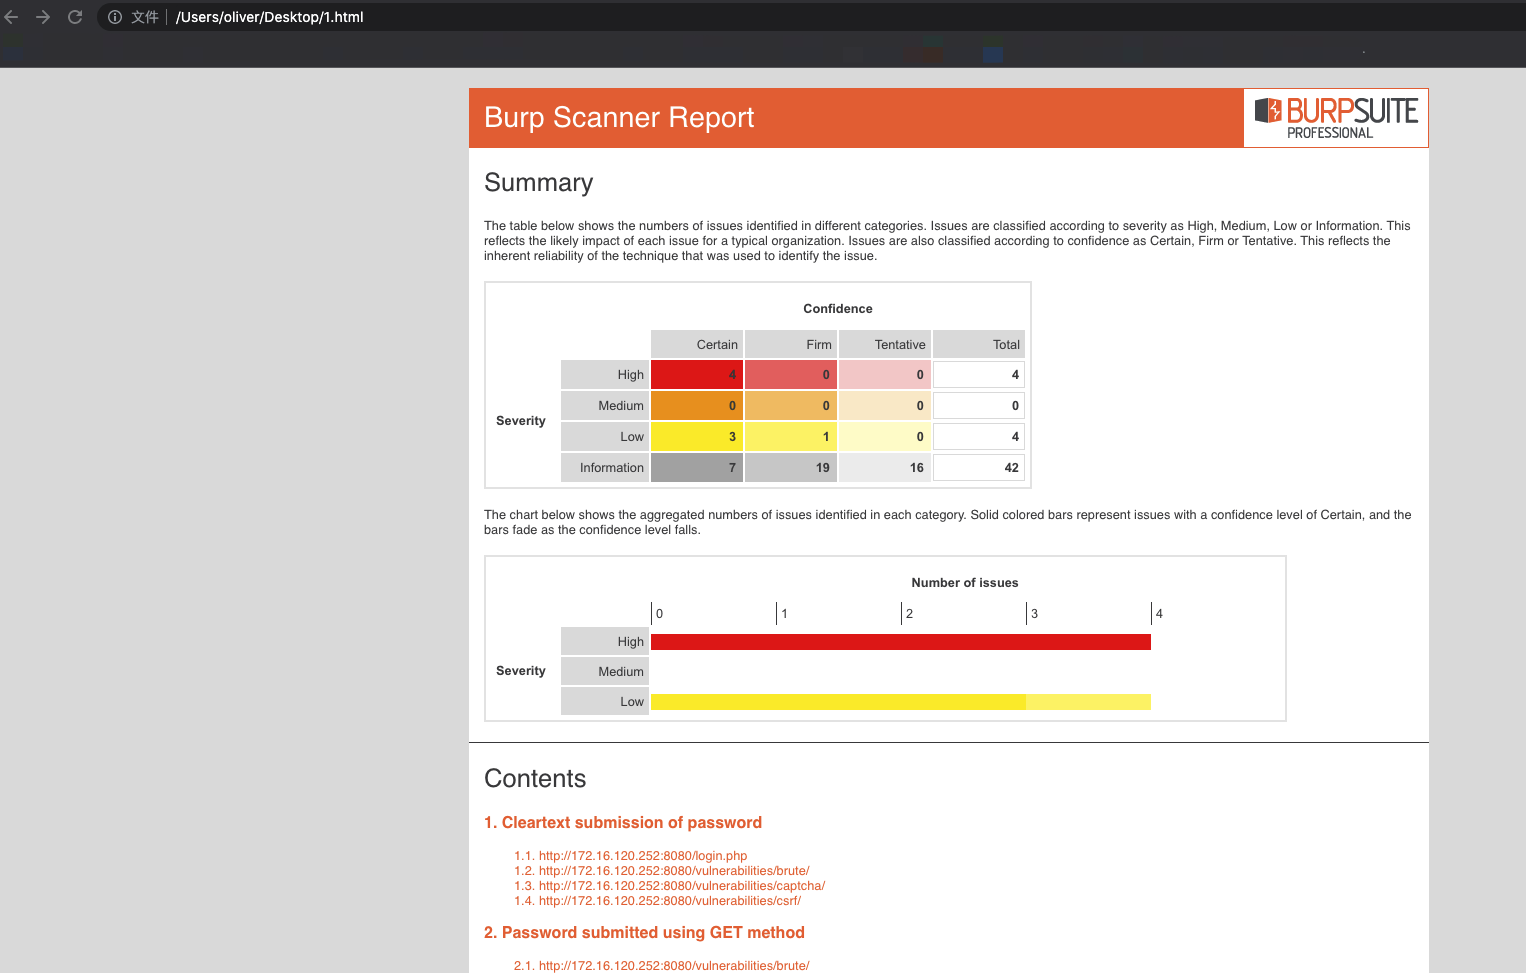 文件 /Users/oliver/Desktop/1.html
Burp Scanner Report
BURPSUITE
PROFESSIONAL
Summary
The table below shows the numbers of issues identified in different categories. Issues are classified according to severity as High, Medium, Low or Information. This
reflects the likely impact of each issue for a typical organization. Issues are also classified according to confidence as Certain, Firm or Tentative. This reflects the
inherent reliability of the technique that was used to identify the issue.
Confidence
Certain Firm Tentative Total
High 4 0 0 4
Medium 0 0 0 0
Severity
Low 3 1 0 4
Information 7 19 16 42
The chart below shows the aggregated numbers of issues identified in each category. Solid colored bars represent issues with a confidence level of Certain, and the
bars fade as the confidence level falls.
Number of issues
0 1 2 3 4
High
Severity Medium
Low
Contents
1. Cleartext submission of password
1.1. http://172.16.120.252:8080/login.php
1.2. http://172.16.120.252:8080/vulnerabilities/brute/
1.3. http://172.16.120.252:8080/vulnerabilities/captcha/
1.4. http://172.16.120.252:8080/vulnerabilities/csrf/
2. Password submitted using GET method
2.1. http://172.16.120.252:8080/vulnerabilities/brute/